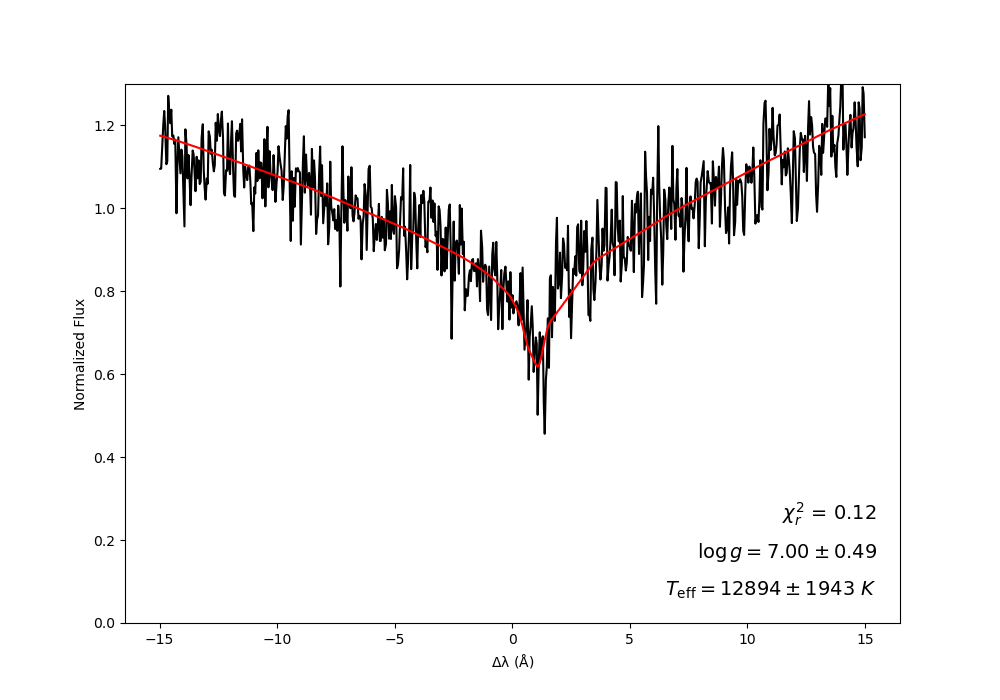 1.2
1.0
0.8
0.6
0.4
0.2
0.0
Normalized Flux
χ²ᵣ = 0.12
log g = 7.00 ± 0.49
T_eff = 12894 ± 1943 K
−15 −10 −5 0 5 10 15
Δλ (Å)